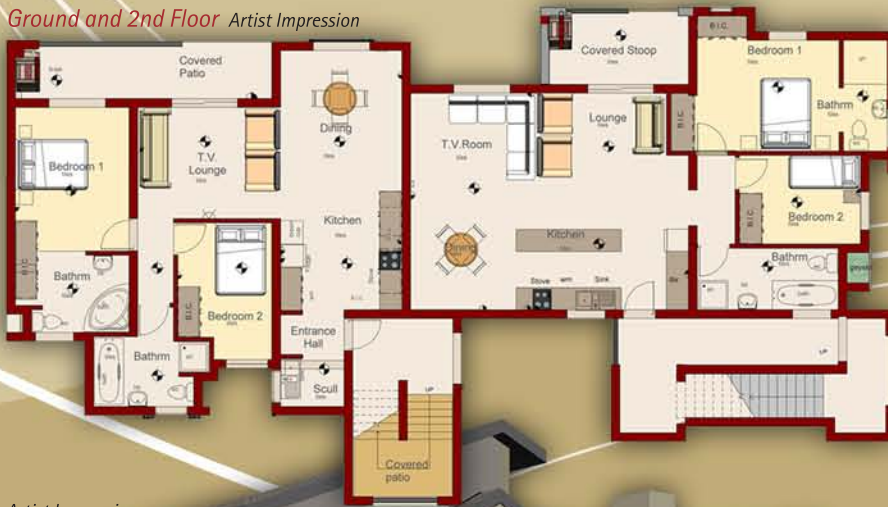 Ground and 2nd Floor Artist Impression
Covered
Patio
Dining
T.V.
Lounge
Bedroom 1
Kitchen
B.I.C.
Bathrm
Bedroom 2
B.I.C.
Stove
Entrance
Hall
Bathrm
Scull
UP
Covered
patio
Covered Stoop
B.I.C.
Bedroom 1
Lounge
B.I.C.
Bathrm
T.V.Room
Bedroom 2
B.I.C.
Kitchen
Dining
Bathrm
geyser
Stove
Sink
UP